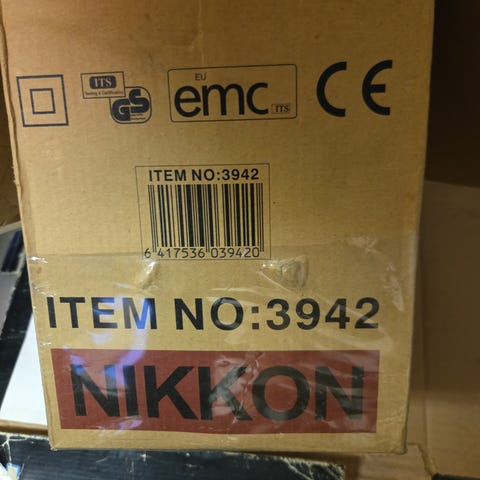 ITS
Testing & Certification
GS
EU
emc
ITS
CE
ITEM NO:3942
6 417536 039420
ITEM NO:3942
NIKKON